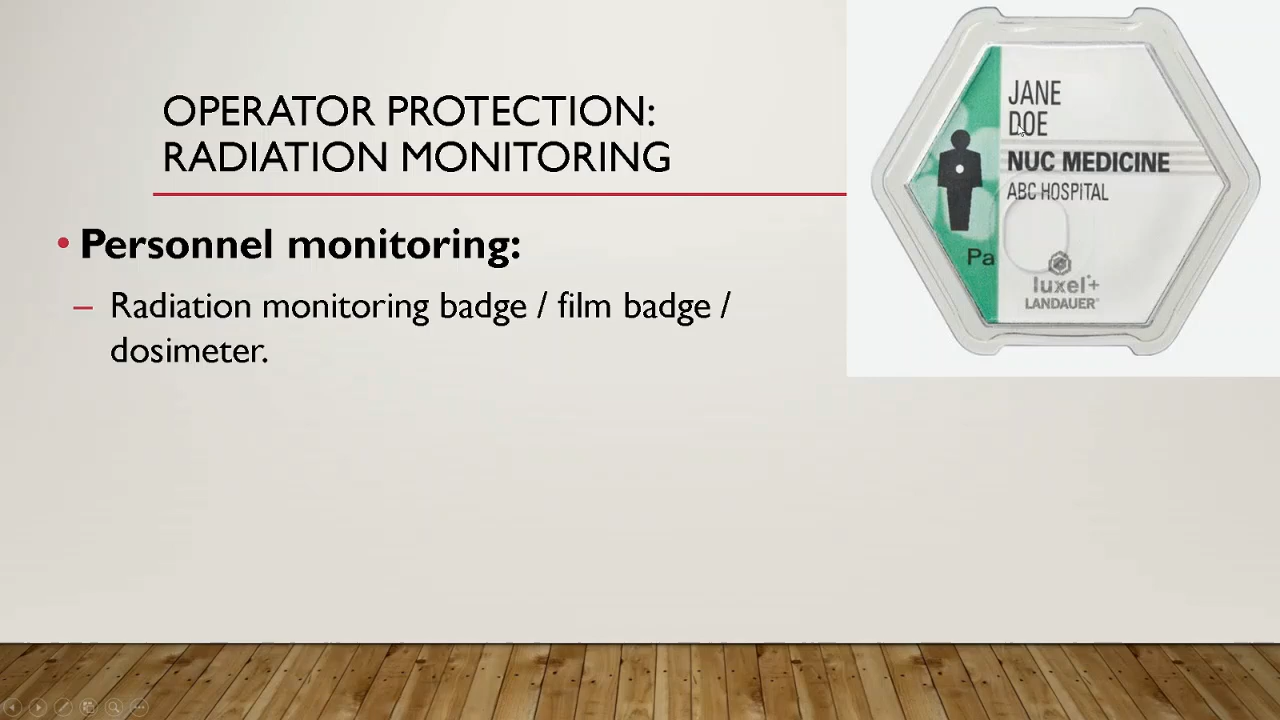 OPERATOR PROTECTION:
RADIATION MONITORING
• Personnel monitoring:
– Radiation monitoring badge / film badge /
dosimeter.
JANE
DOE
NUC MEDICINE
ABC HOSPITAL
Pa
luxel+
LANDAUER®